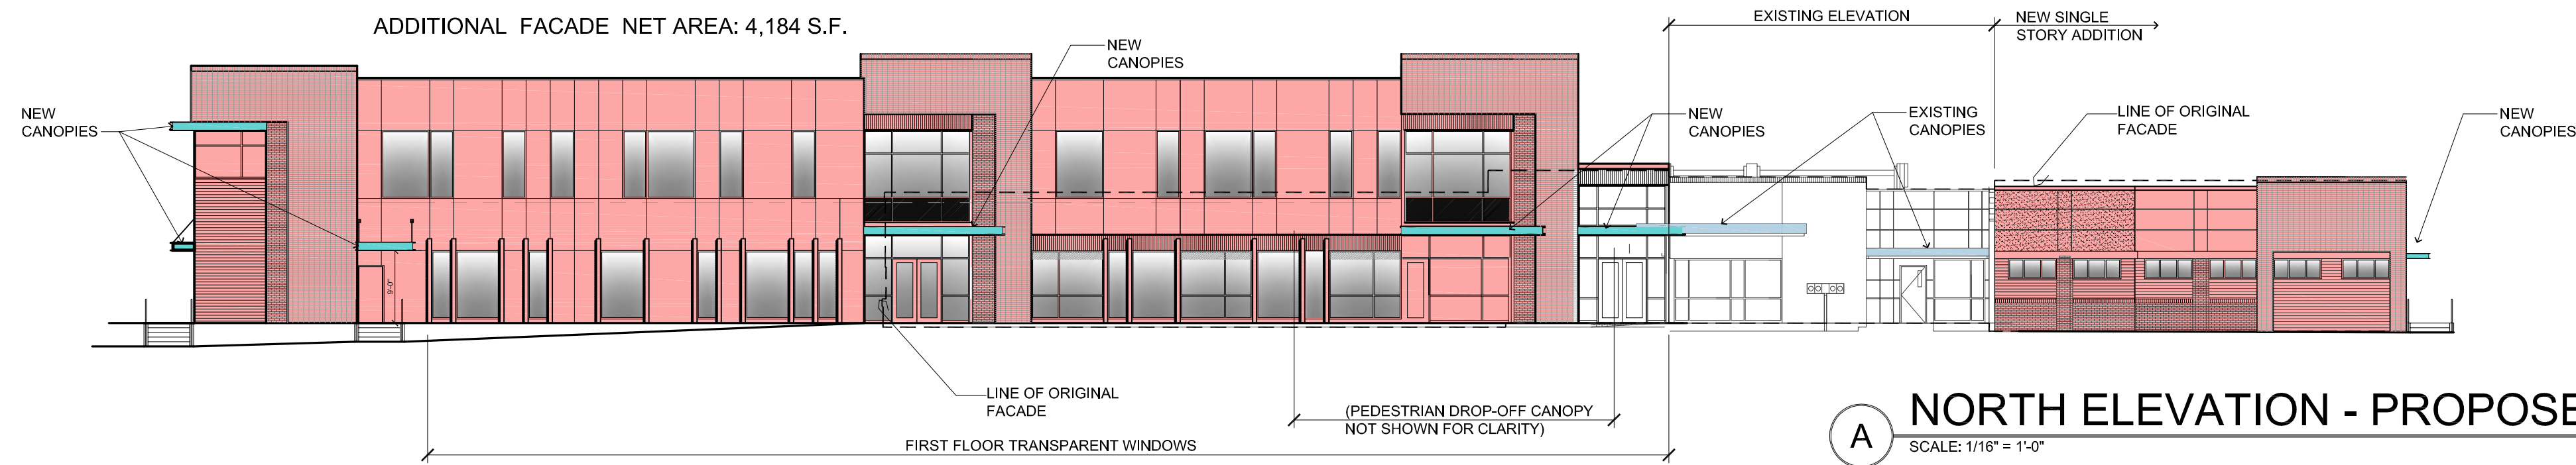 ADDITIONAL FACADE NET AREA: 4,184 S.F.
EXISTING ELEVATION
NEW SINGLE
STORY ADDITION
NEW
CANOPIES
NEW
CANOPIES
NEW
CANOPIES
EXISTING
CANOPIES
LINE OF ORIGINAL
FACADE
NEW
CANOPIES
9'-0"
LINE OF ORIGINAL
FACADE
(PEDESTRIAN DROP-OFF CANOPY
NOT SHOWN FOR CLARITY)
FIRST FLOOR TRANSPARENT WINDOWS
A
NORTH ELEVATION - PROPOSE
SCALE: 1/16" = 1'-0"